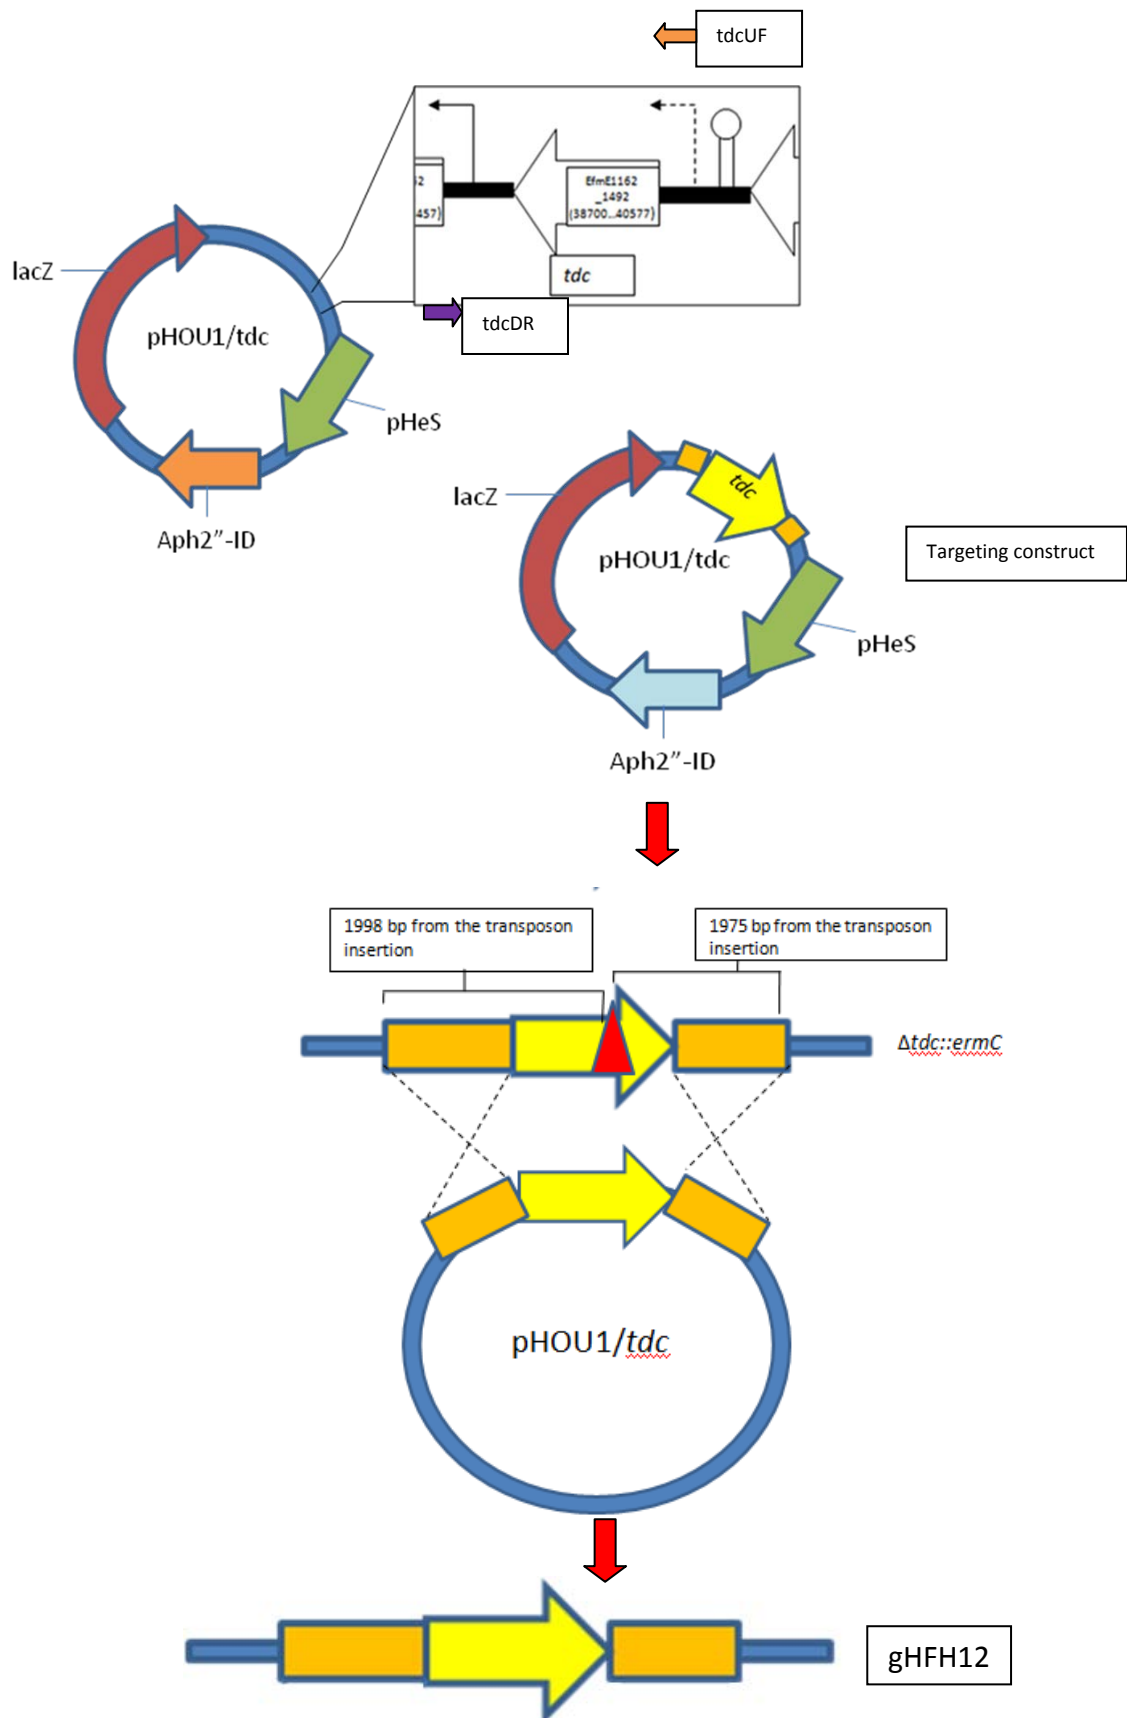 tdcUF
52
457)
EfmE1162
_1492
(38700...40577)
tdc
lacZ
pHOU1/tdc
tdcDR
pHeS
Aph2”-ID
lacZ
tdc
pHOU1/tdc
Targeting construct
pHeS
Aph2”-ID
1998 bp from the transposon
insertion
1975 bp from the transposon
insertion
Δtdc::ermC
pHOU1/tdc
gHFH12